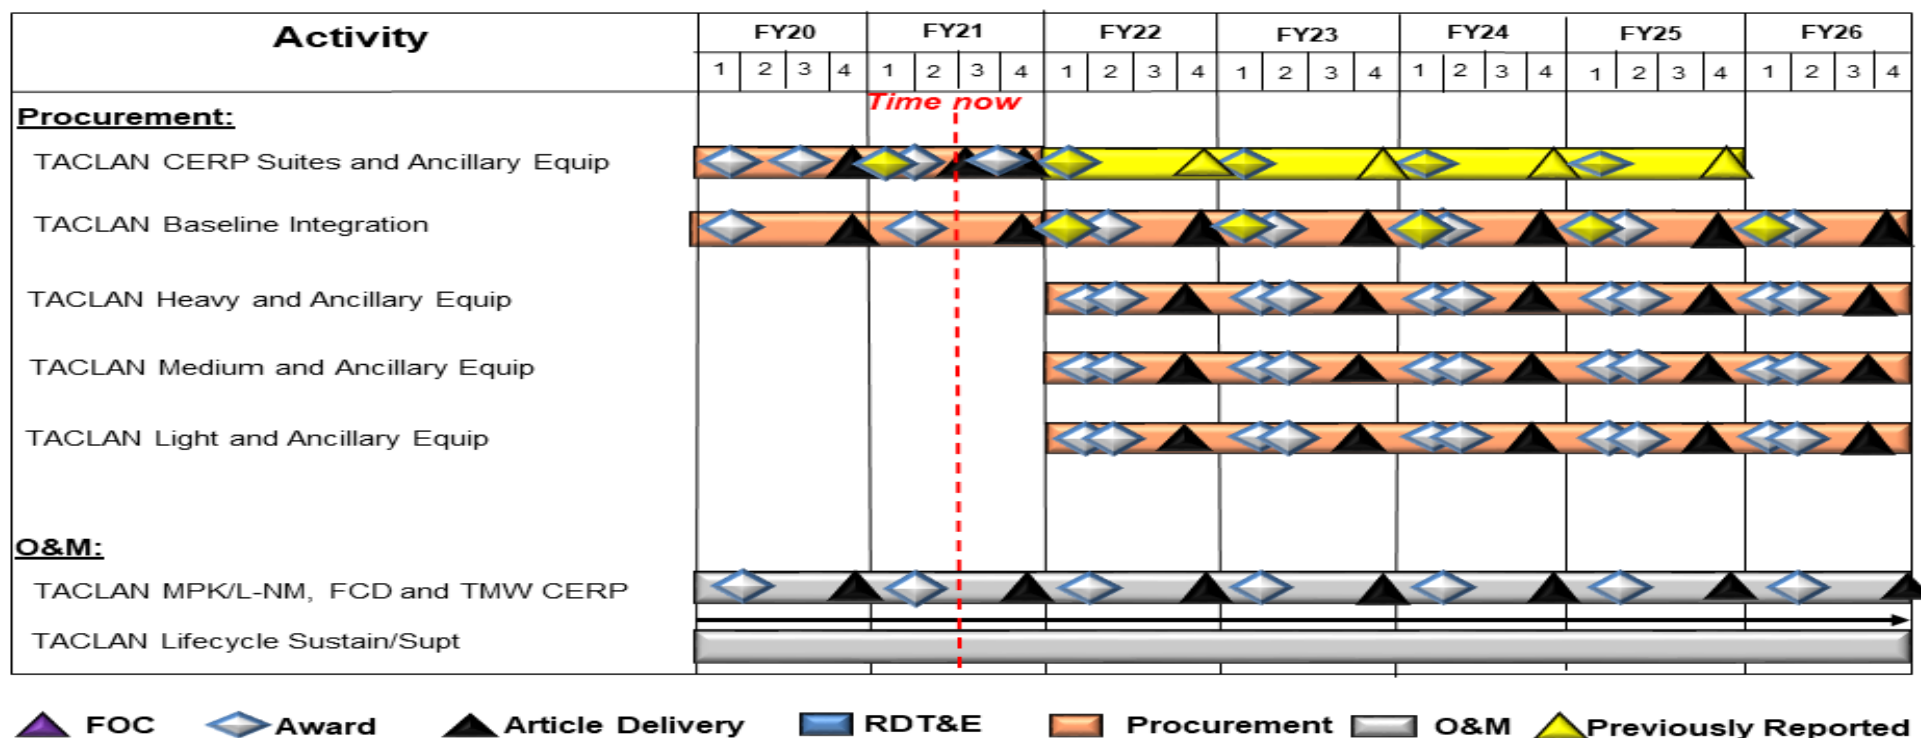 Activity FY20 FY21 FY22 FY23 FY24 FY25 FY26
1 2 3 4 1 2 3 4 1 2 3 4 1 2 3 4 1 2 3 4 1 2 3 4 1 2 3 4
Time now
Procurement:
TACLAN CERP Suites and Ancillary Equip
TACLAN Baseline Integration
TACLAN Heavy and Ancillary Equip
TACLAN Medium and Ancillary Equip
TACLAN Light and Ancillary Equip
O&M:
TACLAN MPK/L-NM, FCD and TMW CERP
TACLAN Lifecycle Sustain/Supt
FOC Award Article Delivery RDT&E Procurement O&M Previously Reported